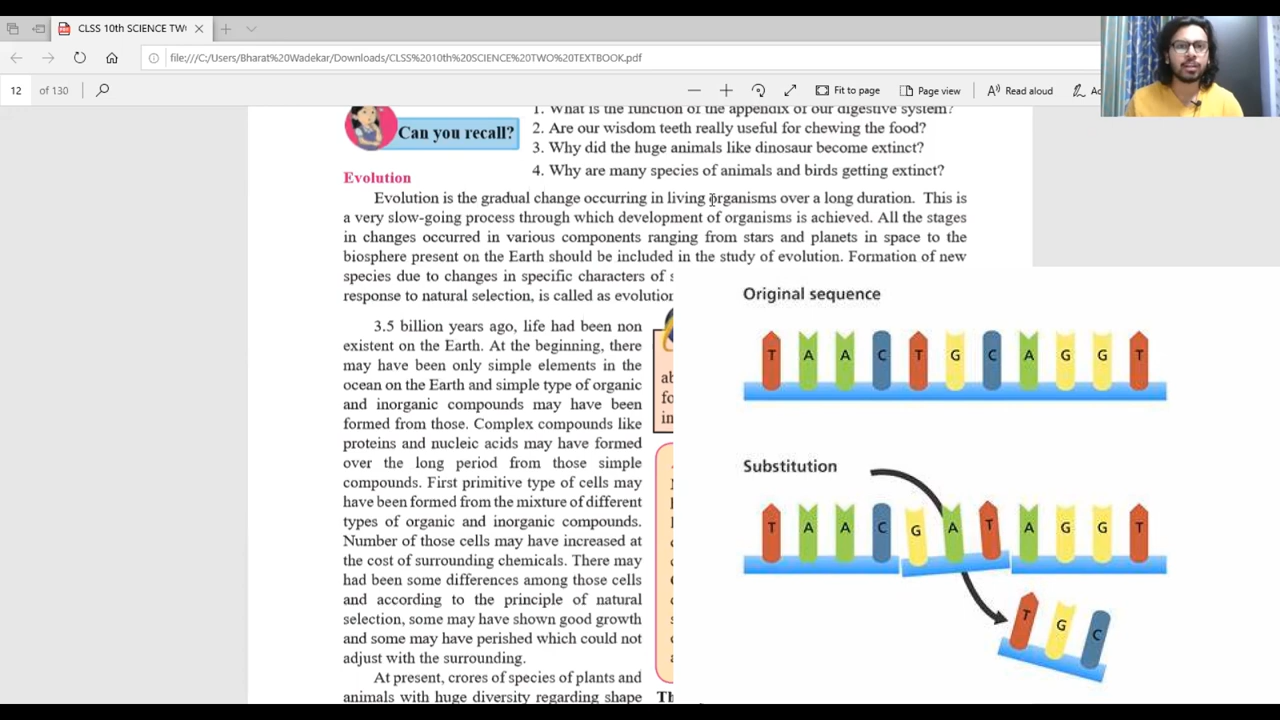 CLSS 10th SCIENCE TW
file:///C:/Users/Bharat%20Wadekar/Downloads/CLSS%2010th%20SCIENCE%20TWO%20TEXTBOOK.pdf
12 of 130
Fit to page
Page view
Read aloud
Can you recall?
1. What is the function of the appendix of our digestive system?
2. Are our wisdom teeth really useful for chewing the food?
3. Why did the huge animals like dinosaur become extinct?
4. Why are many species of animals and birds getting extinct?
Evolution
Evolution is the gradual change occurring in living organisms over a long duration. This is
a very slow-going process through which development of organisms is achieved. All the stages
in changes occurred in various components ranging from stars and planets in space to the
biosphere present on the Earth should be included in the study of evolution. Formation of new
species due to changes in specific characters of s
response to natural selection, is called as evolution
3.5 billion years ago, life had been non
existent on the Earth. At the beginning, there
may have been only simple elements in the
ocean on the Earth and simple type of organic
and inorganic compounds may have been
formed from those. Complex compounds like
proteins and nucleic acids may have formed
over the long period from those simple
compounds. First primitive type of cells may
have been formed from the mixture of different
types of organic and inorganic compounds.
Number of those cells may have increased at
the cost of surrounding chemicals. There may
had been some differences among those cells
and according to the principle of natural
selection, some may have shown good growth
and some may have perished which could not
adjust with the surrounding.
At present, crores of species of plants and
animals with huge diversity regarding shape
ab
fo
in
Th
Original sequence
T A A C T G C A G G T
Substitution
T A A C G A T A G G T
T G C